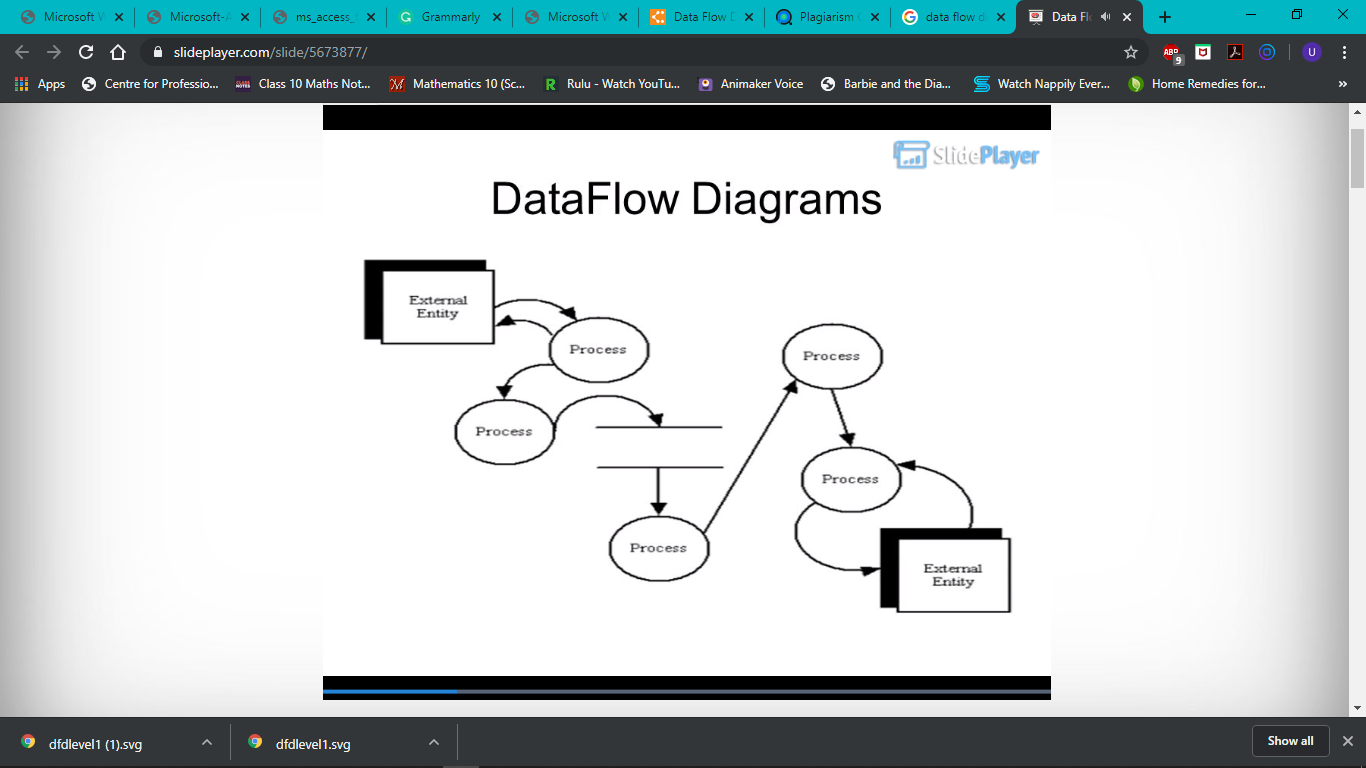 Microsoft W
Microsoft-A
ms_access_
Grammarly
Microsoft W
Data Flow D
Plagiarism
data flow d
Data Fl
slideplayer.com/slide/5673877/
ABP
9
U
Apps
Centre for Professio...
Class 10 Maths Not...
Mathematics 10 (Sc...
Rulu - Watch YouTu...
Animaker Voice
Barbie and the Dia...
Watch Nappily Ever...
Home Remedies for...
»
SlidePlayer
DataFlow Diagrams
External
Entity
Process
Process
Process
Process
Process
External
Entity
dfdlevel1 (1).svg
dfdlevel1.svg
Show all